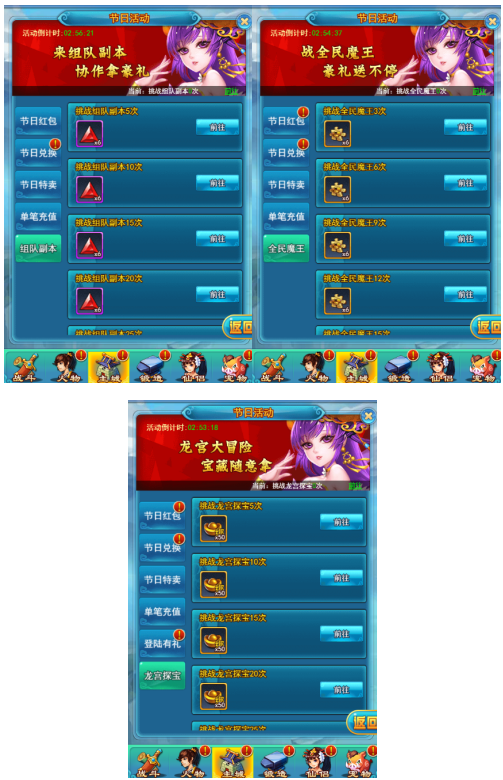 节日活动
活动倒计时:02:56:21
来组队副本
协作拿豪礼
当前：挑战组队副本 次
前往
节日红包
节日兑换
节日特卖
单笔充值
组队副本
挑战组队副本5次
x6
前往
挑战组队副本10次
x6
前往
挑战组队副本15次
x6
前往
挑战组队副本20次
x6
前往
挑战组队副本25次
返回
战斗
人物
主城
锻造
仙侣
宠物
节日活动
活动倒计时:02:54:37
战全民魔王
豪礼送不停
当前：挑战全民魔王 次
前往
节日红包
节日兑换
节日特卖
单笔充值
全民魔王
挑战全民魔王3次
x6
前往
挑战全民魔王6次
x6
前往
挑战全民魔王9次
x6
前往
挑战全民魔王12次
x6
前往
挑战全民魔王15次
返回
战斗
人物
主城
锻造
仙侣
宠物
节日活动
活动倒计时:02:53:18
龙宫大冒险
宝藏随意拿
当前：挑战龙宫探宝 次
前往
节日红包
节日兑换
节日特卖
单笔充值
登陆有礼
龙宫探宝
挑战龙宫探宝5次
x50
前往
挑战龙宫探宝10次
x50
前往
挑战龙宫探宝15次
x50
前往
挑战龙宫探宝20次
x50
前往
挑战龙宫探宝25次
返回
战斗
人物
主城
锻造
仙侣
宠物